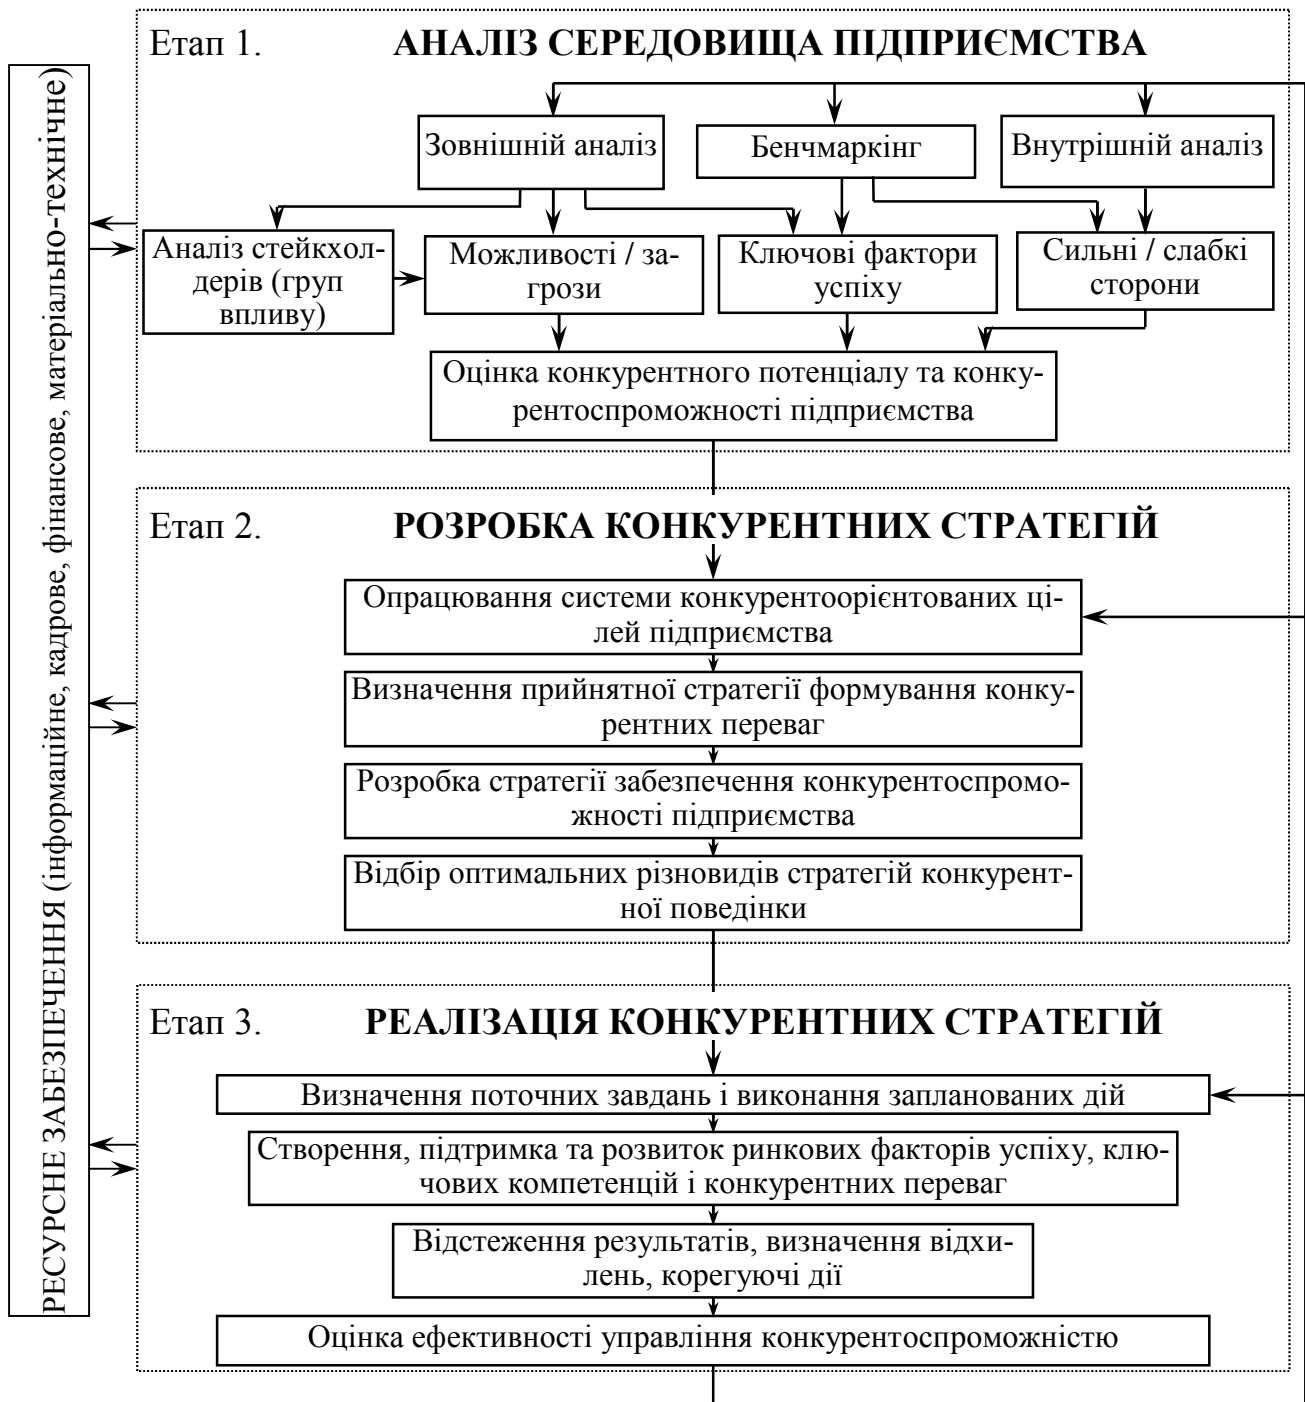 Етап 1. АНАЛІЗ СЕРЕДОВИЩА ПІДПРИЄМСТВА
Зовнішній аналіз
Бенчмаркінг
Внутрішній аналіз
Аналіз стейкхол-
дерів (груп
впливу)
Можливості / за-
грози
Ключові фактори
успіху
Сильні / слабкі
сторони
Оцінка конкурентного потенціалу та конку-
рентоспроможності підприємства
Етап 2. РОЗРОБКА КОНКУРЕНТНИХ СТРАТЕГІЙ
Опрацювання системи конкурентоорієнтованих ці-
лей підприємства
Визначення прийнятної стратегії формування конку-
рентних переваг
Розробка стратегії забезпечення конкурентоспромо-
жності підприємства
Відбір оптимальних різновидів стратегій конкурент-
ної поведінки
Етап 3. РЕАЛІЗАЦІЯ КОНКУРЕНТНИХ СТРАТЕГІЙ
Визначення поточних завдань і виконання запланованих дій
Створення, підтримка та розвиток ринкових факторів успіху, клю-
чових компетенцій і конкурентних переваг
Відстеження результатів, визначення відхи-
лень, корегуючі дії
Оцінка ефективності управління конкурентоспроможністю
РЕСУРСНЕ ЗАБЕЗПЕЧЕННЯ (інформаційне, кадрове, фінансове, матеріально-технічне)